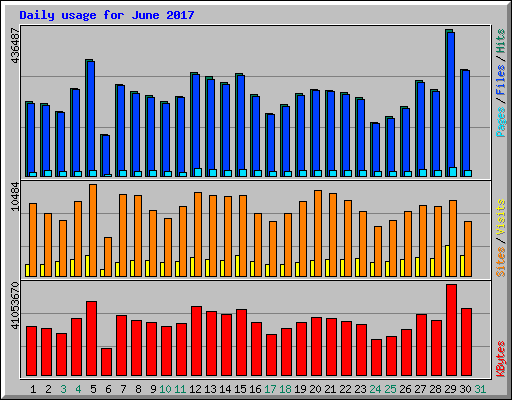 Daily usage for June 2017
436487
Pages / Files / Hits
10484
Sites / Visits
41053670
KBytes
1 2 3 4 5 6 7 8 9 10 11 12 13 14 15 16 17 18 19 20 21 22 23 24 25 26 27 28 29 30 31